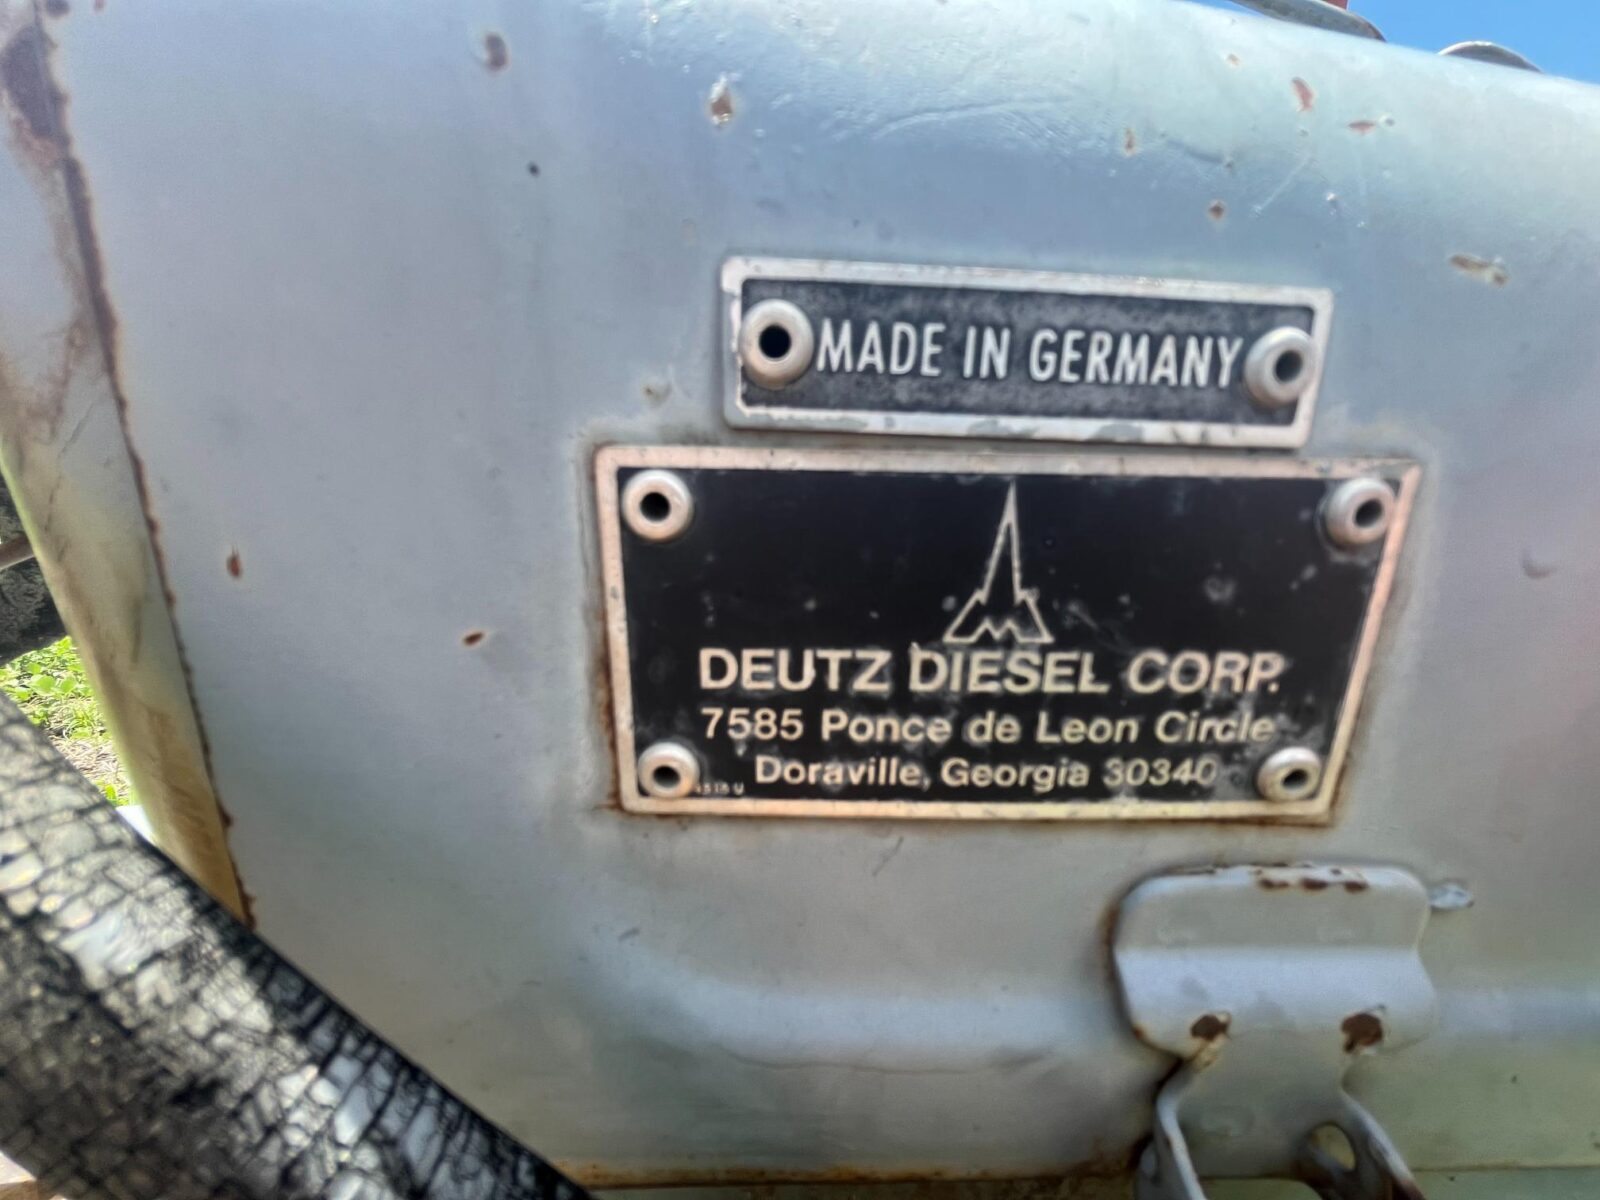 MADE IN GERMANY
DEUTZ DIESEL CORP.
7585 Ponce de Leon Circle
Doraville, Georgia 30340